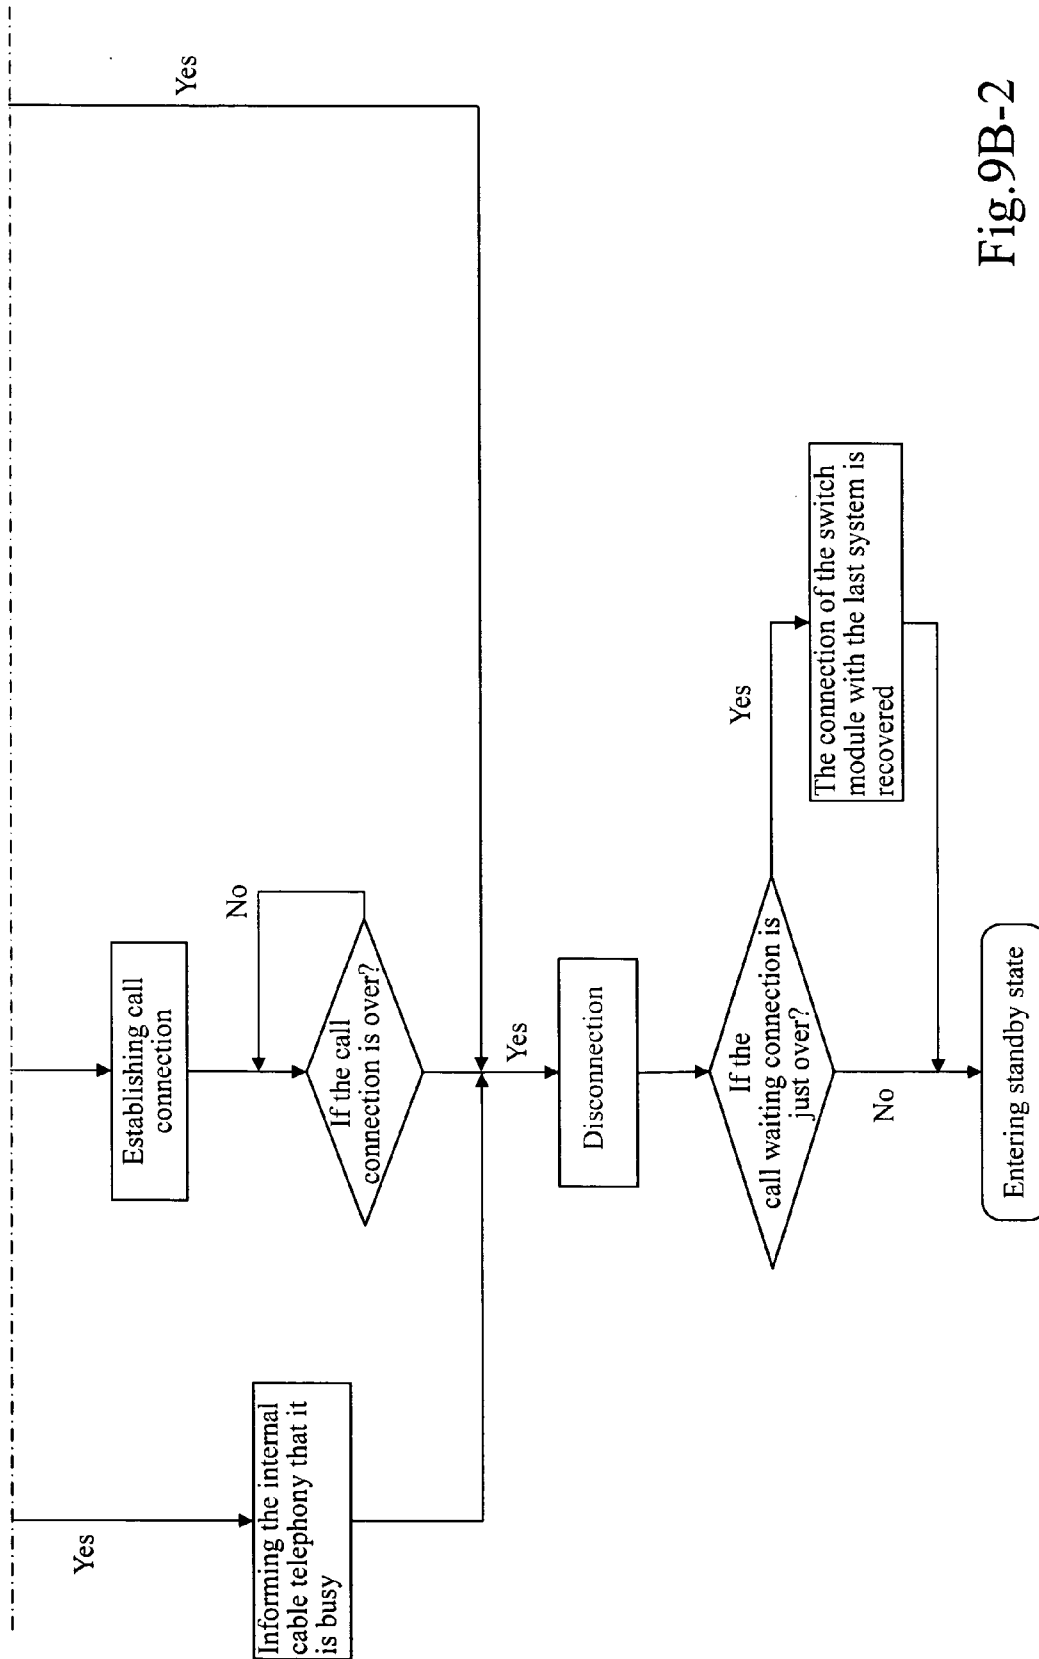 Yes
Yes
Establishing call
connection
No
If the call
connection is over?
Informing the internal
cable telephony that it
is busy
Yes
Disconnection
If the
call waiting connection is
just over?
Yes
The connection of the switch
module with the last system is
recovered
No
Entering standby state
Fig.9B-2